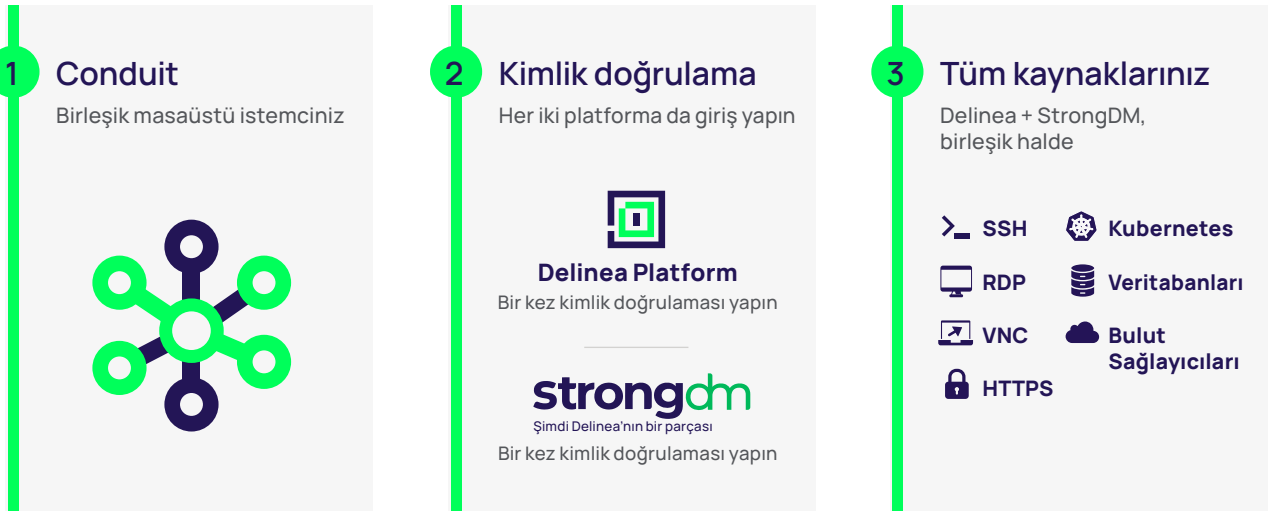 1
Conduit
Birleşik masaüstü istemciniz
2
Kimlik doğrulama
Her iki platforma da giriş yapın
Delinea Platform
Bir kez kimlik doğrulaması yapın
strongdm
Şimdi Delinea'nın bir parçası
Bir kez kimlik doğrulaması yapın
3
Tüm kaynaklarınız
Delinea + StrongDM,
birleşik halde
SSH
RDP
VNC
HTTPS
Kubernetes
Veritabanları
Bulut
Sağlayıcıları